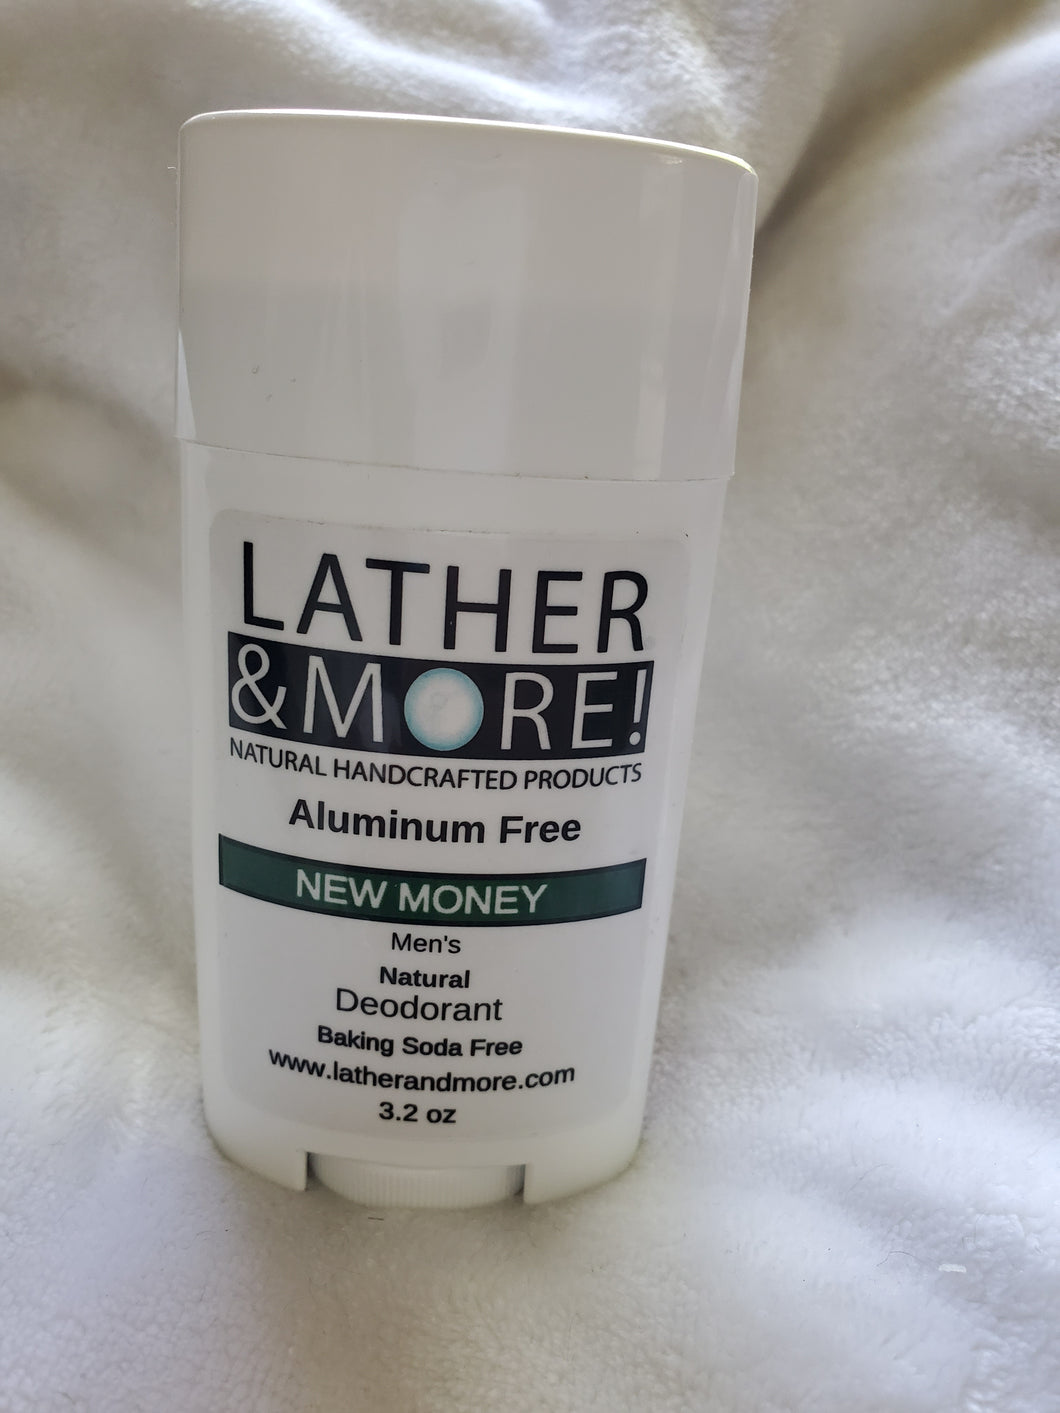 LATHER
&MORE!
NATURAL HANDCRAFTED PRODUCTS
Aluminum Free
NEW MONEY
Men's
Natural
Deodorant
Baking Soda Free
www.latherandmore.com
3.2 oz